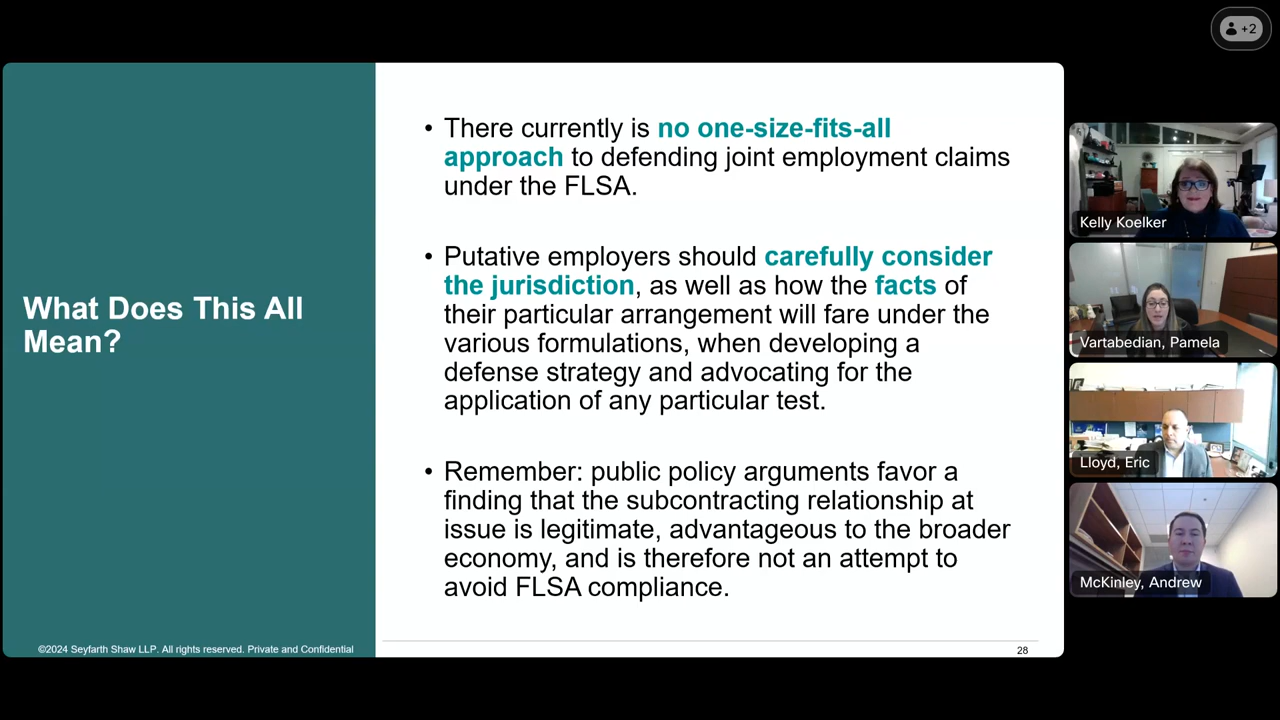 +2
What Does This All
Mean?
• There currently is no one-size-fits-all
approach to defending joint employment claims
under the FLSA.
• Putative employers should carefully consider
the jurisdiction, as well as how the facts of
their particular arrangement will fare under the
various formulations, when developing a
defense strategy and advocating for the
application of any particular test.
• Remember: public policy arguments favor a
finding that the subcontracting relationship at
issue is legitimate, advantageous to the broader
economy, and is therefore not an attempt to
avoid FLSA compliance.
©2024 Seyfarth Shaw LLP. All rights reserved. Private and Confidential
28
Kelly Koelker
Vartabedian, Pamela
Lloyd, Eric
McKinley, Andrew